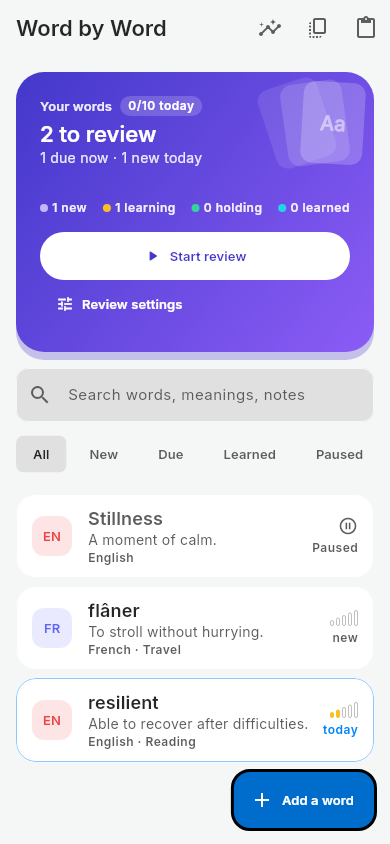 Word by Word
Your words 0/10 today
2 to review
1 due now · 1 new today
Aa
1 new 1 learning 0 holding 0 learned
Start review
Review settings
Search words, meanings, notes
All New Due Learned Paused
EN
Stillness
A moment of calm.
English
Paused
FR
flâner
To stroll without hurrying.
French · Travel
new
EN
resilient
Able to recover after difficulties.
English · Reading
today
Add a word